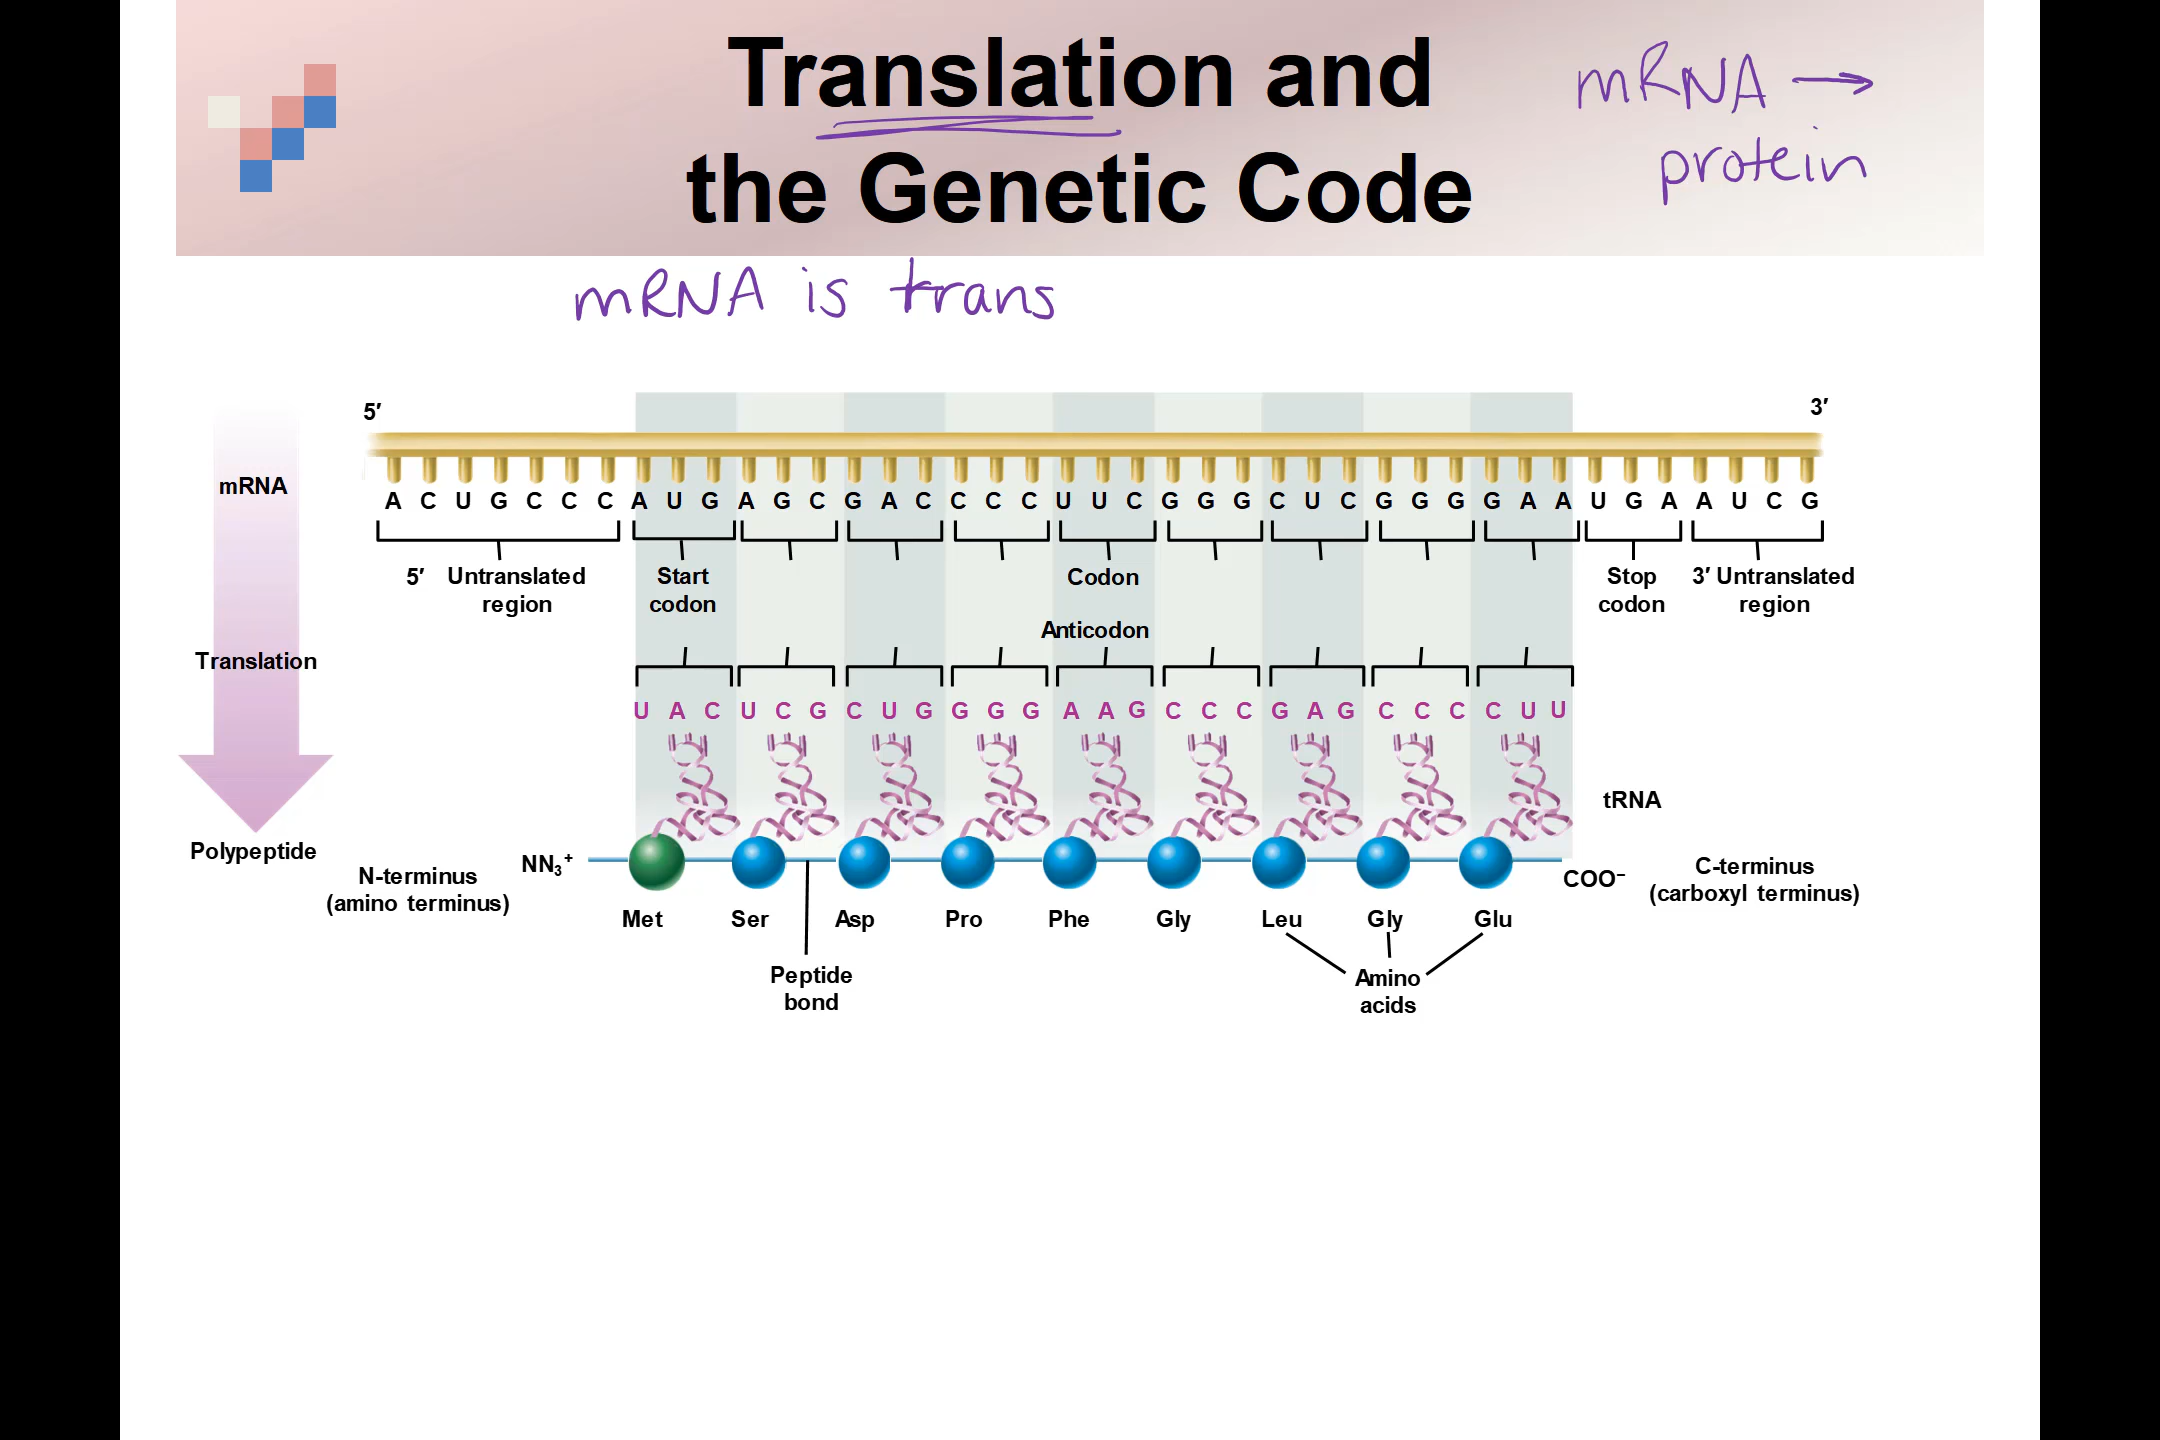 Translation and
the Genetic Code
mRNA →
protein
mRNA is trans
5′ 3′
mRNA
A C U G C C C A U G A G C G A C C C C U U C G G G C U C G G G G A A U G A A U C G
5′ Untranslated
region
Start
codon
Codon
Stop
codon
3′ Untranslated
region
Anticodon
Translation
U A C U C G C U G G G G A A G C C C G A G C C C C U U
tRNA
Polypeptide
N-terminus
(amino terminus)
NN₃⁺
COO⁻
C-terminus
(carboxyl terminus)
Met Ser Asp Pro Phe Gly Leu Gly Glu
Peptide
bond
Amino
acids